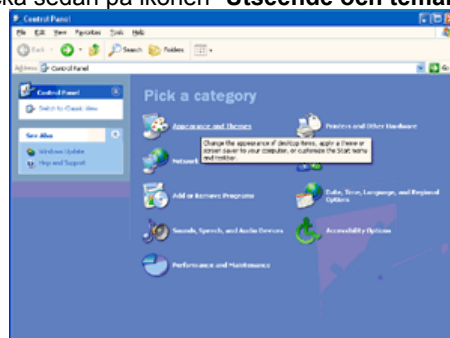 sedan på ikonen "Utseende och
Control Panel
File Edit View Favorites Tools Help
Search Folders
Address Control Panel Go
Control Panel
Switch to Classic View
See Also
Windows Update
Help and Support
Pick a category
Appearance and Themes
Printers and Other Hardware
Change the appearance of desktop items, apply a theme or
screen saver to your computer, or customize the Start menu
and taskbar.
Network
Add or Remove Programs
Date, Time, Language, and Regional
Options
Sounds, Speech, and Audio Devices
Accessibility Options
Performance and Maintenance